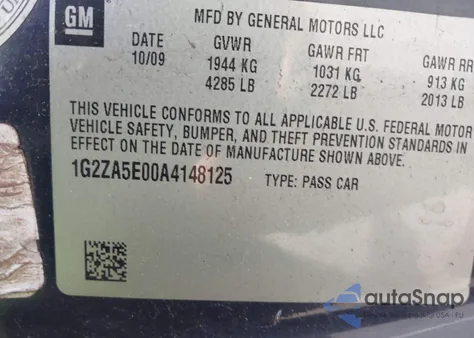 GM
MFD BY GENERAL MOTORS LLC
DATE GVWR GAWR FRT GAWR RR
10/09 1944 KG 1031 KG 913 KG
4285 LB 2272 LB 2013 LB
THIS VEHICLE CONFORMS TO ALL APPLICABLE U.S. FEDERAL MOTOR
VEHICLE SAFETY, BUMPER, AND THEFT PREVENTION STANDARDS IN
EFFECT ON THE DATE OF MANUFACTURE SHOWN ABOVE.
1G2ZA5E00A4148125 TYPE: PASS CAR
autoSnap